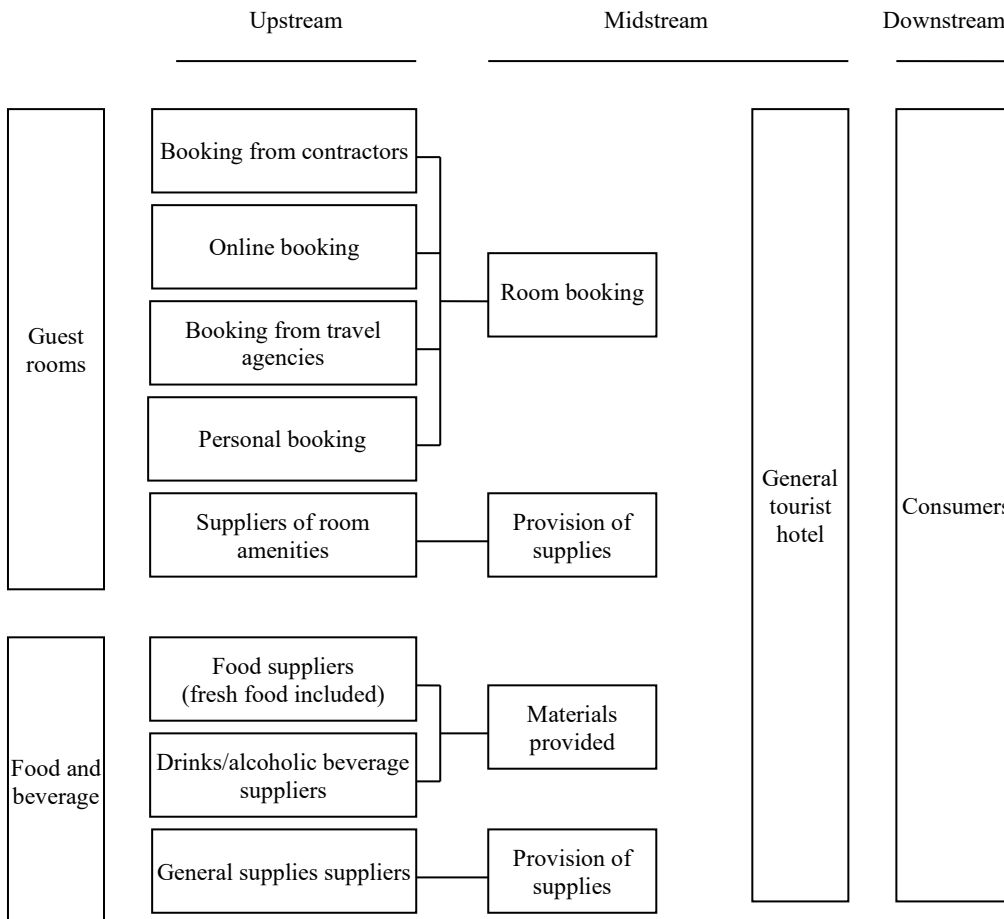 Upstream
Midstream
Downstream
Booking from contractors
Online booking
Room booking
Guest
rooms
Booking from travel
agencies
Personal booking
Suppliers of room
amenities
Provision of
supplies
General
tourist
hotel
Consumers
Food suppliers
(fresh food included)
Materials
provided
Food and
beverage
Drinks/alcoholic beverage
suppliers
General supplies suppliers
Provision of
supplies